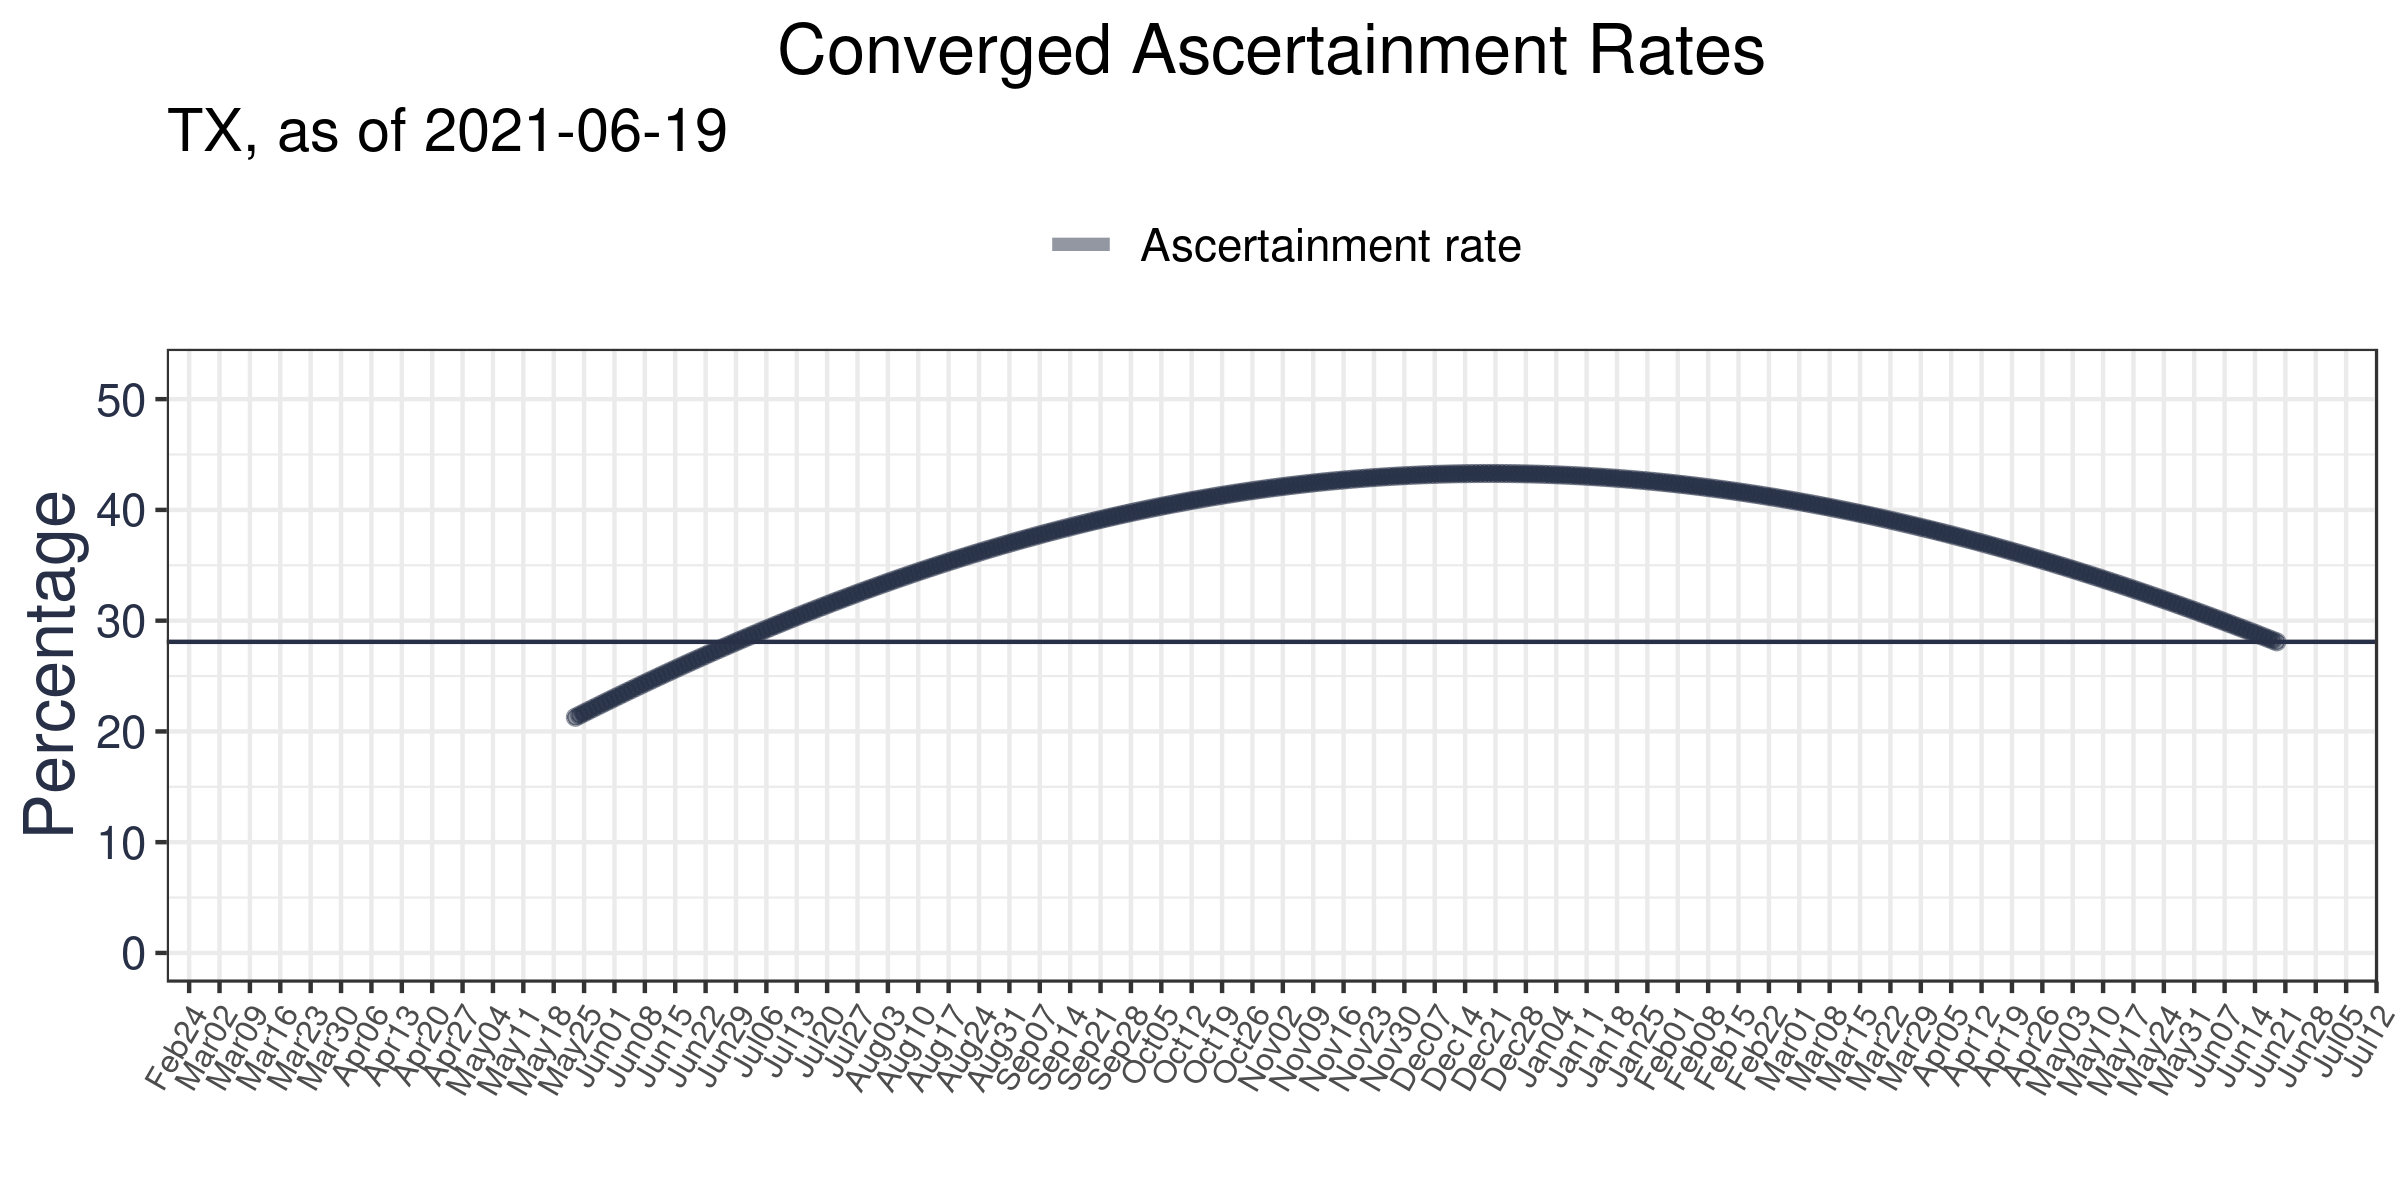 Converged Ascertainment Rates
TX, as of 2021-06-19
Ascertainment rate
Percentage
50
40
30
20
10
0
Feb24
Mar02
Mar09
Mar16
Mar23
Mar30
Apr06
Apr13
Apr20
Apr27
May04
May11
May18
May25
Jun01
Jun08
Jun15
Jun22
Jun29
Jul06
Jul13
Jul20
Jul27
Aug03
Aug10
Aug17
Aug24
Aug31
Sep07
Sep14
Sep21
Sep28
Oct05
Oct12
Oct19
Oct26
Nov02
Nov09
Nov16
Nov23
Nov30
Dec07
Dec14
Dec21
Dec28
Jan04
Jan11
Jan18
Jan25
Feb01
Feb08
Feb15
Feb22
Mar01
Mar08
Mar15
Mar22
Mar29
Apr05
Apr12
Apr19
Apr26
May03
May10
May17
May24
May31
Jun07
Jun14
Jun21
Jun28
Jul05
Jul12